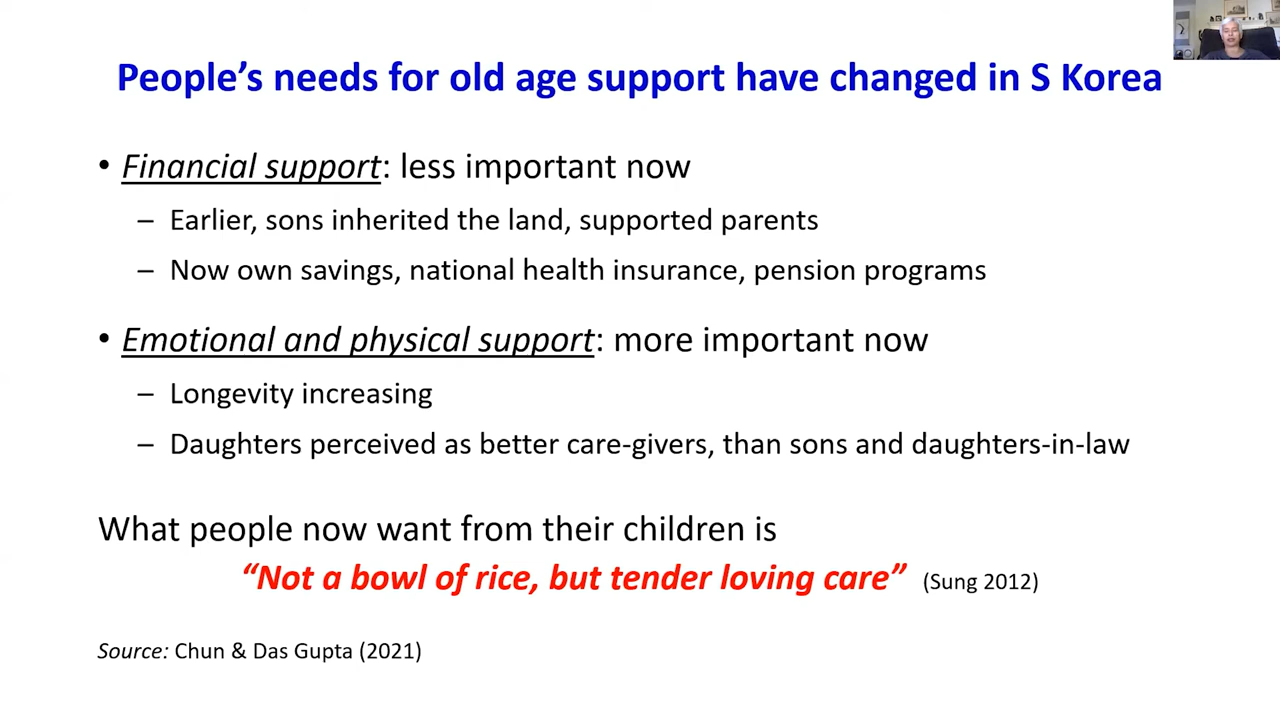 People’s needs for old age support have changed in S Korea
• Financial support: less important now
– Earlier, sons inherited the land, supported parents
– Now own savings, national health insurance, pension programs
• Emotional and physical support: more important now
– Longevity increasing
– Daughters perceived as better care-givers, than sons and daughters-in-law
What people now want from their children is
“Not a bowl of rice, but tender loving care” (Sung 2012)
Source: Chun & Das Gupta (2021)